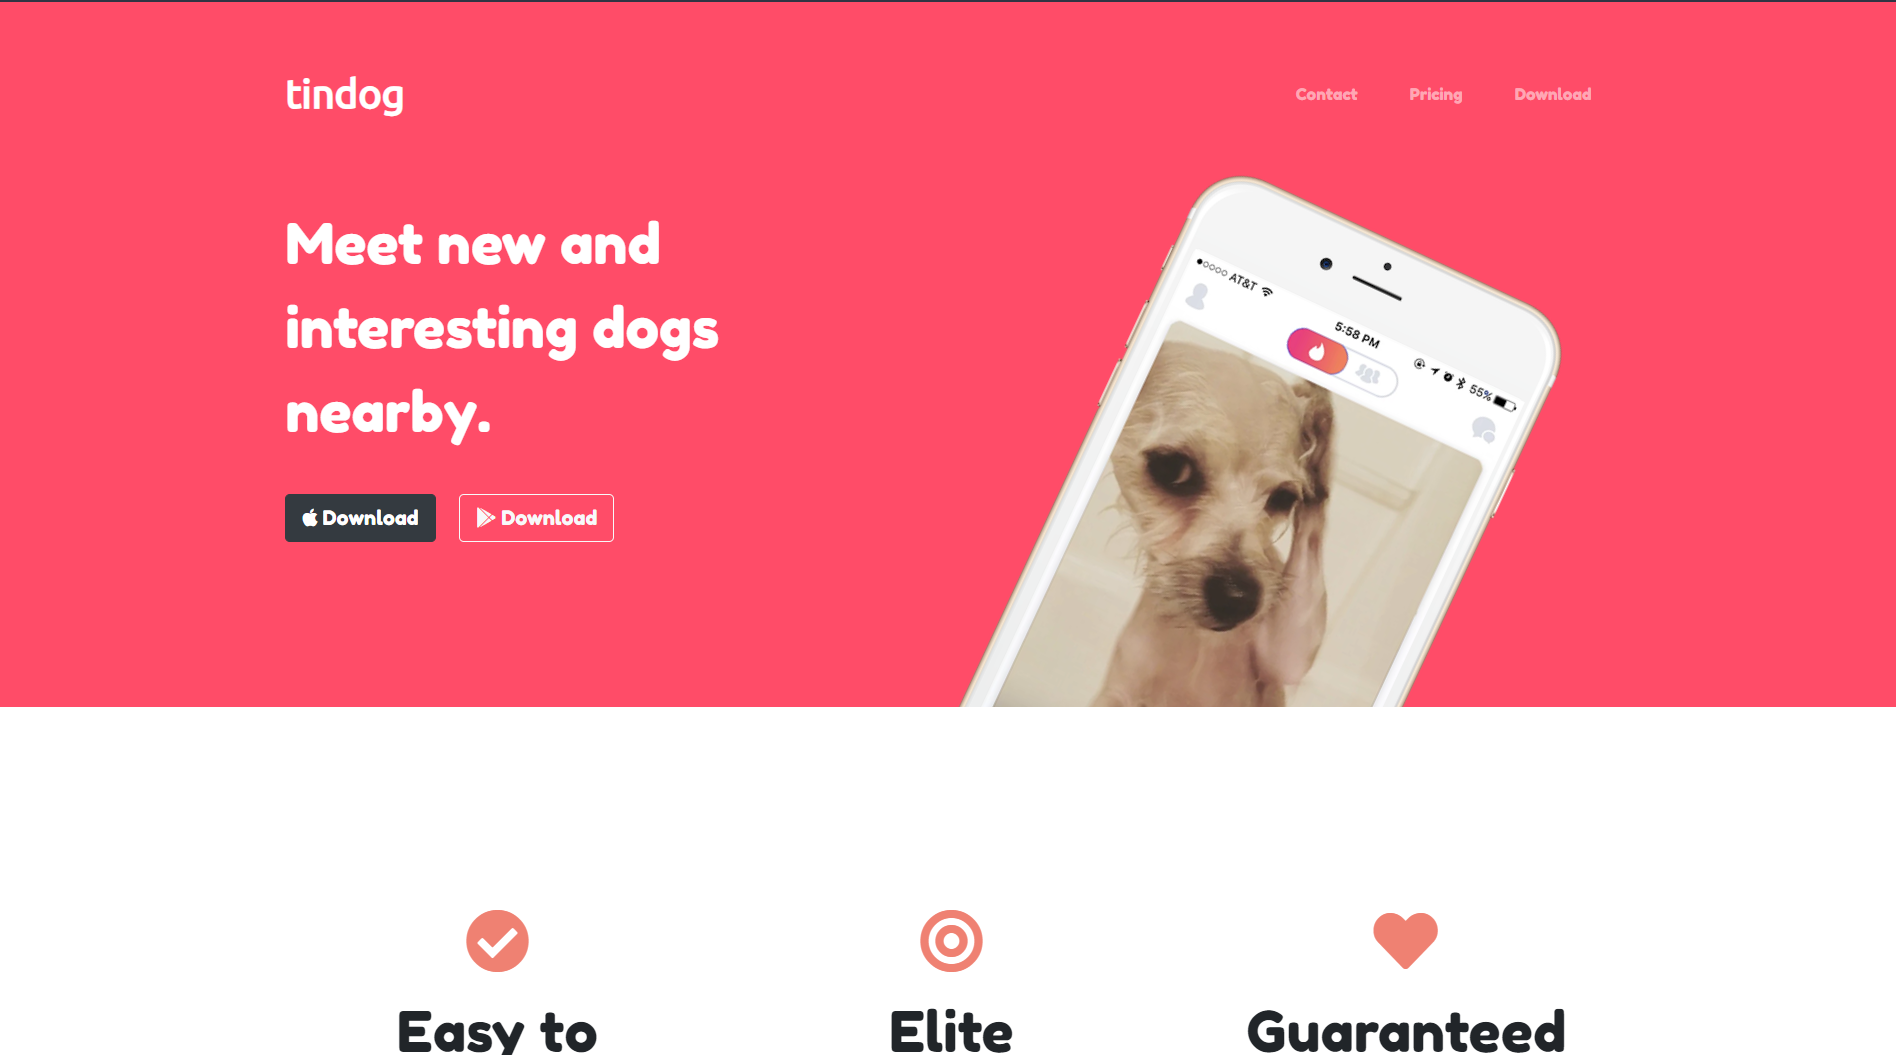 tindog
Contact Pricing Download
Meet new and
interesting dogs
nearby.
Download Download
AT&T
5:58 PM
55%
Easy to Elite Guaranteed